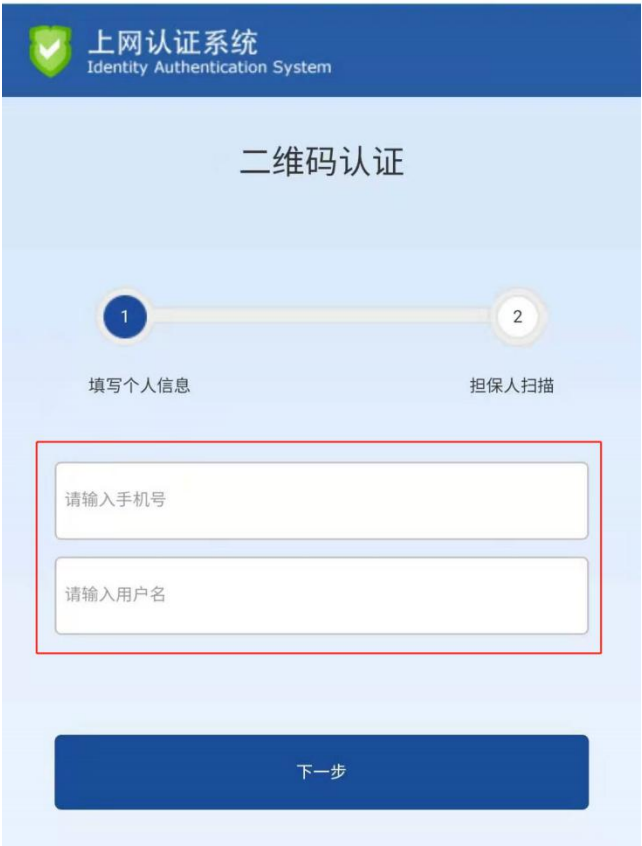 上网认证系统
Identity Authentication System
二维码认证
1
2
填写个人信息
担保人扫描
请输入手机号
请输入用户名
下一步